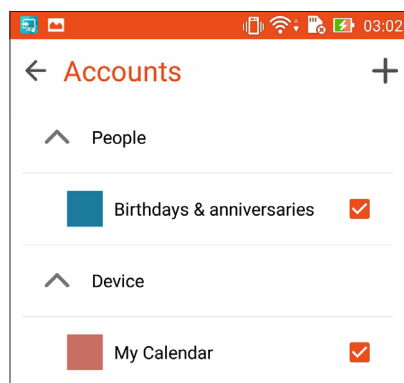 03:02
Accounts
People
Birthdays & anniversaries
Device
My Calendar